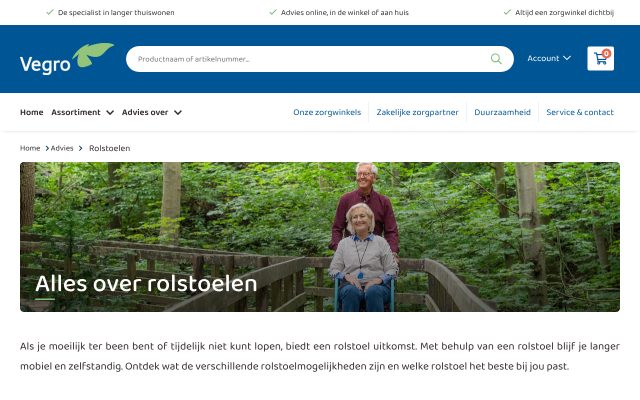 De specialist in langer thuiswonen
Advies online, in de winkel of aan huis
Altijd een zorgwinkel dichtbij
Vegro
Productnaam of artikelnummer...
Account
0
Home
Assortiment
Advies over
Onze zorgwinkels
Zakelijke zorgpartner
Duurzaamheid
Service & contact
Home
Advies
Rolstoelen
Alles over rolstoelen
Als je moeilijk ter been bent of tijdelijk niet kunt lopen, biedt een rolstoel uitkomst. Met behulp van een rolstoel blijf je langer
mobiel en zelfstandig. Ontdek wat de verschillende rolstoelmogelijkheden zijn en welke rolstoel het beste bij jou past.